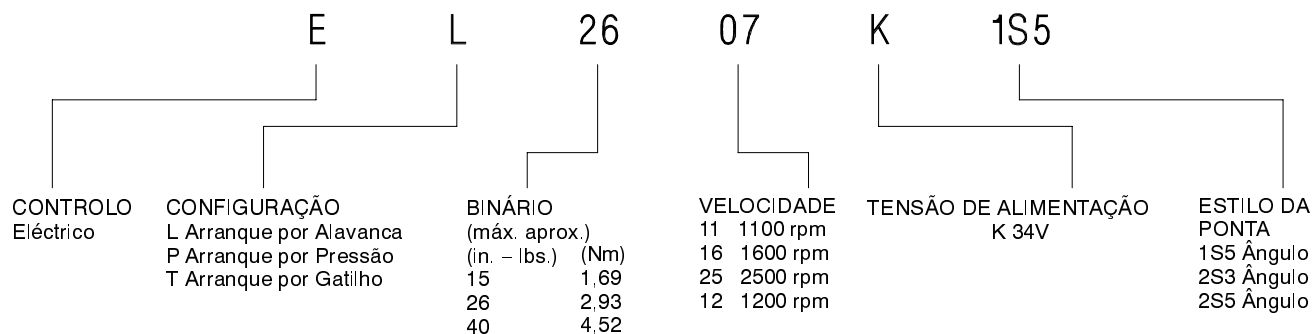 E L 26 07 K 1S5
CONTROLO
Eléctrico
CONFIGURAÇÃO
L Arranque por Alavanca
P Arranque por Pressão
T Arranque por Gatilho
BINÁRIO
(máx. aprox.)
(in. – lbs.) (Nm)
15 1,69
26 2,93
40 4,52
VELOCIDADE
11 1100 rpm
16 1600 rpm
25 2500 rpm
12 1200 rpm
TENSÃO DE ALIMENTAÇÃO
K 34V
ESTILO DA
PONTA
1S5 Ângulo
2S3 Ângulo
2S5 Ângulo